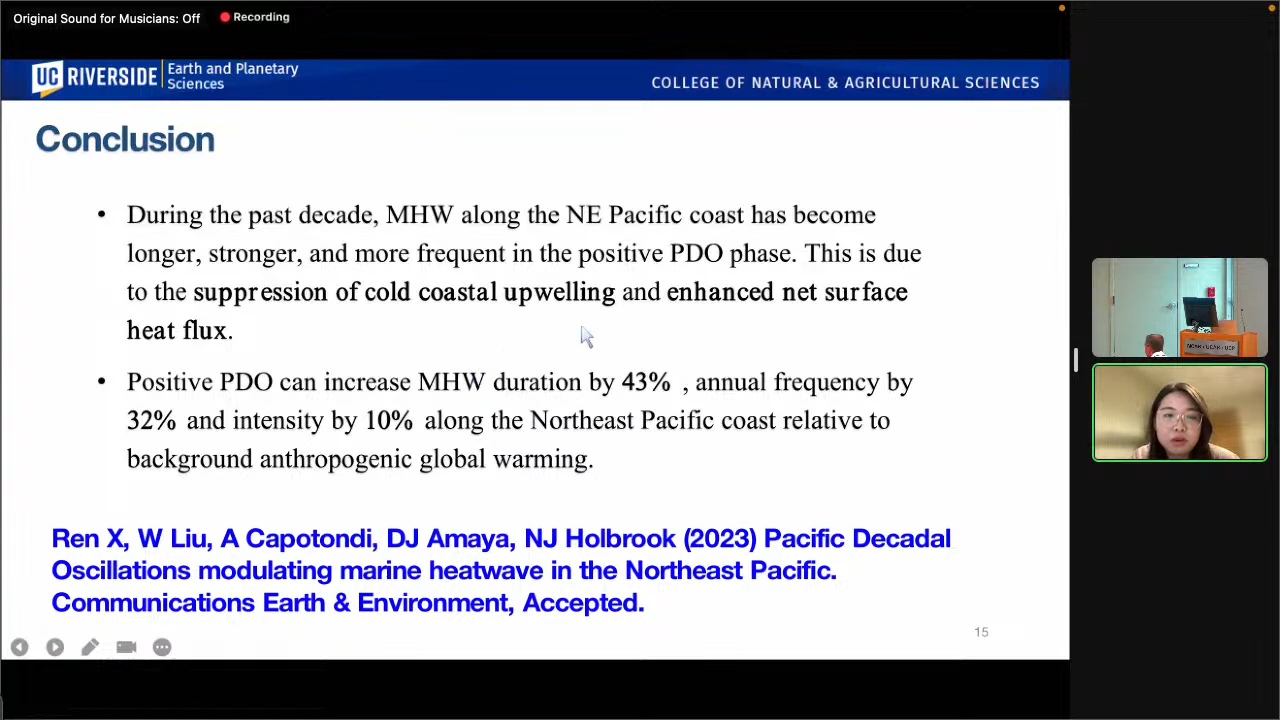 Original Sound for Musicians: Off
Recording
UC RIVERSIDE
Earth and Planetary
Sciences
COLLEGE OF NATURAL & AGRICULTURAL SCIENCES
Conclusion
• During the past decade, MHW along the NE Pacific coast has become
longer, stronger, and more frequent in the positive PDO phase. This is due
to the suppression of cold coastal upwelling and enhanced net surface
heat flux.
• Positive PDO can increase MHW duration by 43% , annual frequency by
32% and intensity by 10% along the Northeast Pacific coast relative to
background anthropogenic global warming.
Ren X, W Liu, A Capotondi, DJ Amaya, NJ Holbrook (2023) Pacific Decadal
Oscillations modulating marine heatwave in the Northeast Pacific.
Communications Earth & Environment, Accepted.
15
NCAR • UCAR • UCP